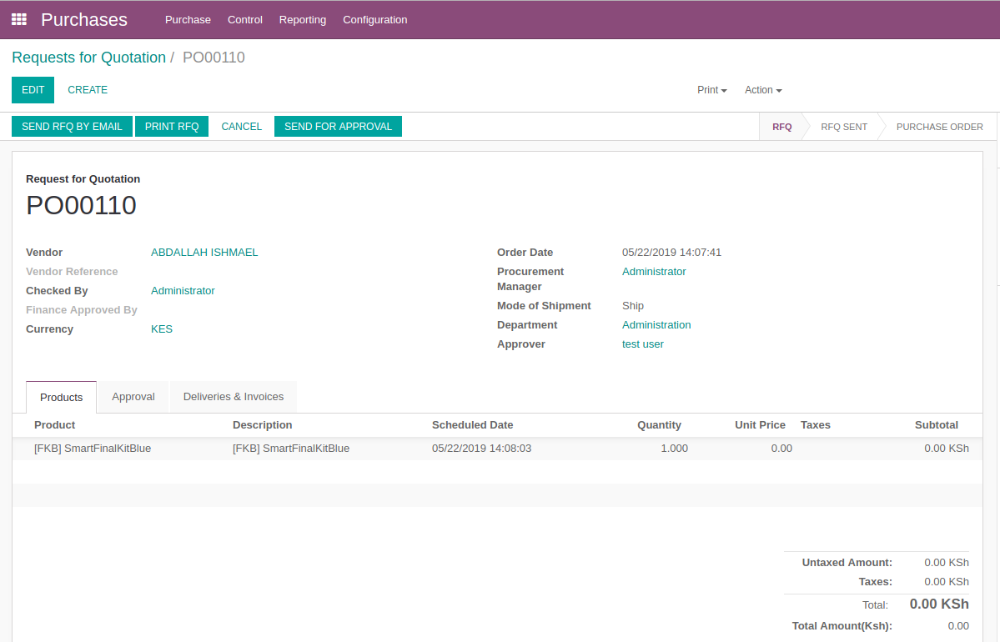 Purchases Purchase Control Reporting Configuration
Requests for Quotation / PO00110
EDIT CREATE Print Action
SEND RFQ BY EMAIL PRINT RFQ CANCEL SEND FOR APPROVAL RFQ RFQ SENT PURCHASE ORDER
Request for Quotation
PO00110
Vendor ABDALLAH ISHMAEL Order Date 05/22/2019 14:07:41
Vendor Reference Procurement Manager Administrator
Checked By Administrator
Finance Approved By Mode of Shipment Ship
Currency KES Department Administration
Approver test user
Products Approval Deliveries & Invoices
Product Description Scheduled Date Quantity Unit Price Taxes Subtotal
[FKB] SmartFinalKitBlue [FKB] SmartFinalKitBlue 05/22/2019 14:08:03 1.000 0.00 0.00 KSh
Untaxed Amount: 0.00 KSh
Taxes: 0.00 KSh
Total: 0.00 KSh
Total Amount(Ksh): 0.00